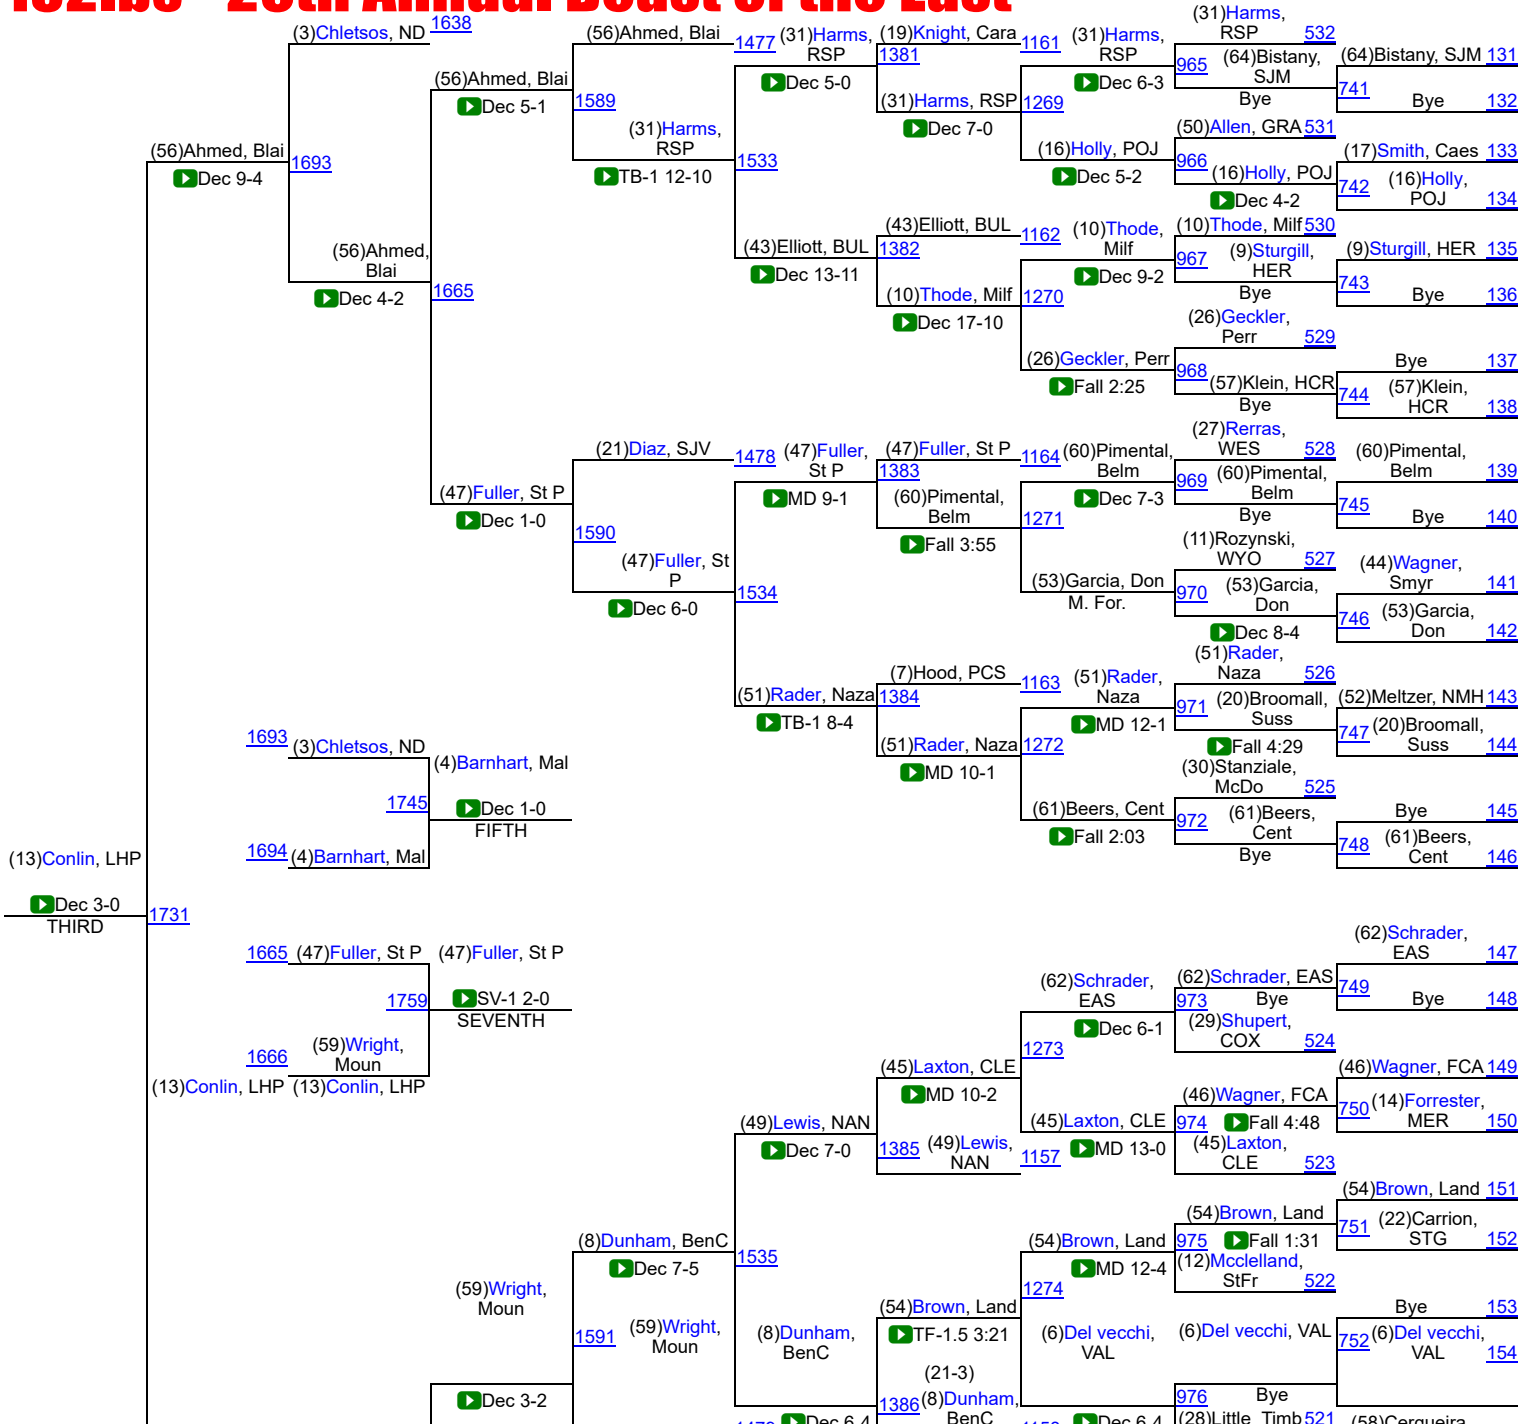 (3)Chletsos, ND 1638
(56)Ahmed, Blai
Dec 5-1
(56)Ahmed, Blai 1477
1589
(31)Harms,
RSP
TB-1 12-10
(56)Ahmed, Blai
Dec 9-4
1693
(56)Ahmed,
Blai
Dec 4-2
1665
(31)Harms,
RSP
Dec 5-0
1533
(43)Elliott, BUL
Dec 13-11
(19)Knight, Cara 1161
1381
(31)Harms, RSP
Dec 7-0
(43)Elliott, BUL 1162
1382
(10)Thode, Milf
Dec 17-10
(31)Harms,
RSP
Dec 6-3
1269
(16)Holly, POJ
Dec 5-2
(10)Thode,
Milf
Dec 9-2
1270
(26)Geckler, Perr
Fall 2:25
(31)Harms,
RSP 532
965 (64)Bistany,
SJM
Bye
(50)Allen, GRA 531
966
(16)Holly, POJ
Dec 4-2
(10)Thode, Milf 530
967 (9)Sturgill,
HER
Bye
(26)Geckler,
Perr 529
968 (57)Klein, HCR
Bye
(64)Bistany, SJM 131
741
Bye 132
(17)Smith, Caes 133
742 (16)Holly,
POJ 134
(9)Sturgill, HER 135
743
Bye 136
Bye 137
744 (57)Klein,
HCR 138
(47)Fuller, St P
Dec 1-0
(21)Diaz, SJV 1478
1590
(47)Fuller, St
P
Dec 6-0
(47)Fuller,
St P
MD 9-1
1534
(51)Rader, Naza
TB-1 8-4
(47)Fuller, St P 1164
1383
(60)Pimental,
Belm
Fall 3:55
(7)Hood, PCS 1163
1384
(51)Rader, Naza
MD 10-1
(60)Pimental,
Belm
Dec 7-3
1271
(53)Garcia, Don
M. For.
(51)Rader,
Naza
MD 12-1
1272
(61)Beers, Cent
Fall 2:03
(27)Rerras,
WES 528
969 (60)Pimental,
Belm
Bye
(11)Rozynski,
WYO 527
970 (53)Garcia,
Don
Dec 8-4
(51)Rader,
Naza 526
971 (20)Broomall,
Suss
Fall 4:29
(30)Stanziale,
McDo 525
972 (61)Beers,
Cent
Bye
(60)Pimental,
Belm 139
745
Bye 140
(44)Wagner,
Smyr 141
746 (53)Garcia,
Don 142
(52)Meltzer, NMH 143
747 (20)Broomall,
Suss 144
Bye 145
748 (61)Beers,
Cent 146
1693 (3)Chletsos, ND
(4)Barnhart, Mal
1745 Dec 1-0
FIFTH
1694 (4)Barnhart, Mal
(13)Conlin, LHP
Dec 3-0
THIRD
1731
1665 (47)Fuller, St P
(47)Fuller, St P
1759 SV-1 2-0
SEVENTH
1666 (59)Wright,
Moun
(13)Conlin, LHP (13)Conlin, LHP
(62)Schrader,
EAS
Dec 6-1
1273
(45)Laxton, CLE
MD 13-0
(62)Schrader, EAS
973 Bye
(29)Shupert,
COX 524
(46)Wagner, FCA
974 Fall 4:48
(45)Laxton,
CLE 523
(62)Schrader,
EAS 147
749
Bye 148
(46)Wagner, FCA 149
750 (14)Forrester,
MER 150
(45)Laxton, CLE
MD 10-2
(49)Lewis, NAN
Dec 7-0
1385 (49)Lewis,
NAN 1157
(8)Dunham, BenC
Dec 7-5
1535
(59)Wright,
Moun
1591 (59)Wright,
Moun
Dec 3-2
(8)Dunham,
BenC
(54)Brown, Land
TF-1.5 3:21
(21-3)
1386 (8)Dunham,
BenC
Dec 6-4
(54)Brown, Land
MD 12-4
1274
(6)Del vecchi,
VAL
Dec 6-4
(54)Brown, Land
975 Fall 1:31
(12)Mcclelland,
StFr 522
(6)Del vecchi, VAL
976 Bye
(28)Little, Timb 521
(54)Brown, Land 151
751 (22)Carrion,
STG 152
Bye 153
752 (6)Del vecchi,
VAL 154
(58)Cerqueira